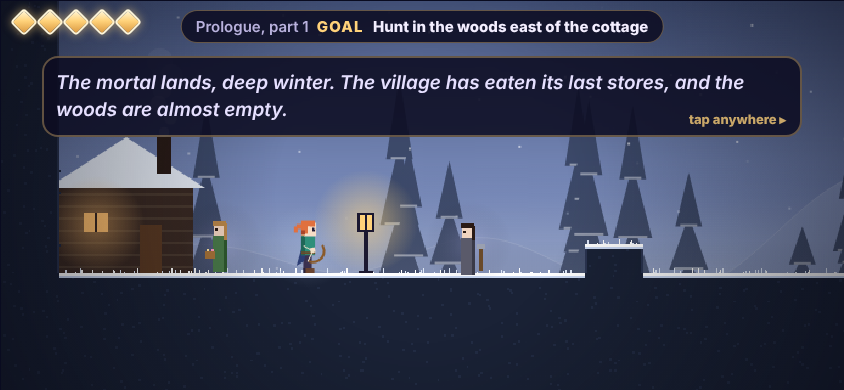 Prologue, part 1 GOAL Hunt in the woods east of the cottage
The mortal lands, deep winter. The village has eaten its last stores, and the
woods are almost empty.
tap anywhere ▸